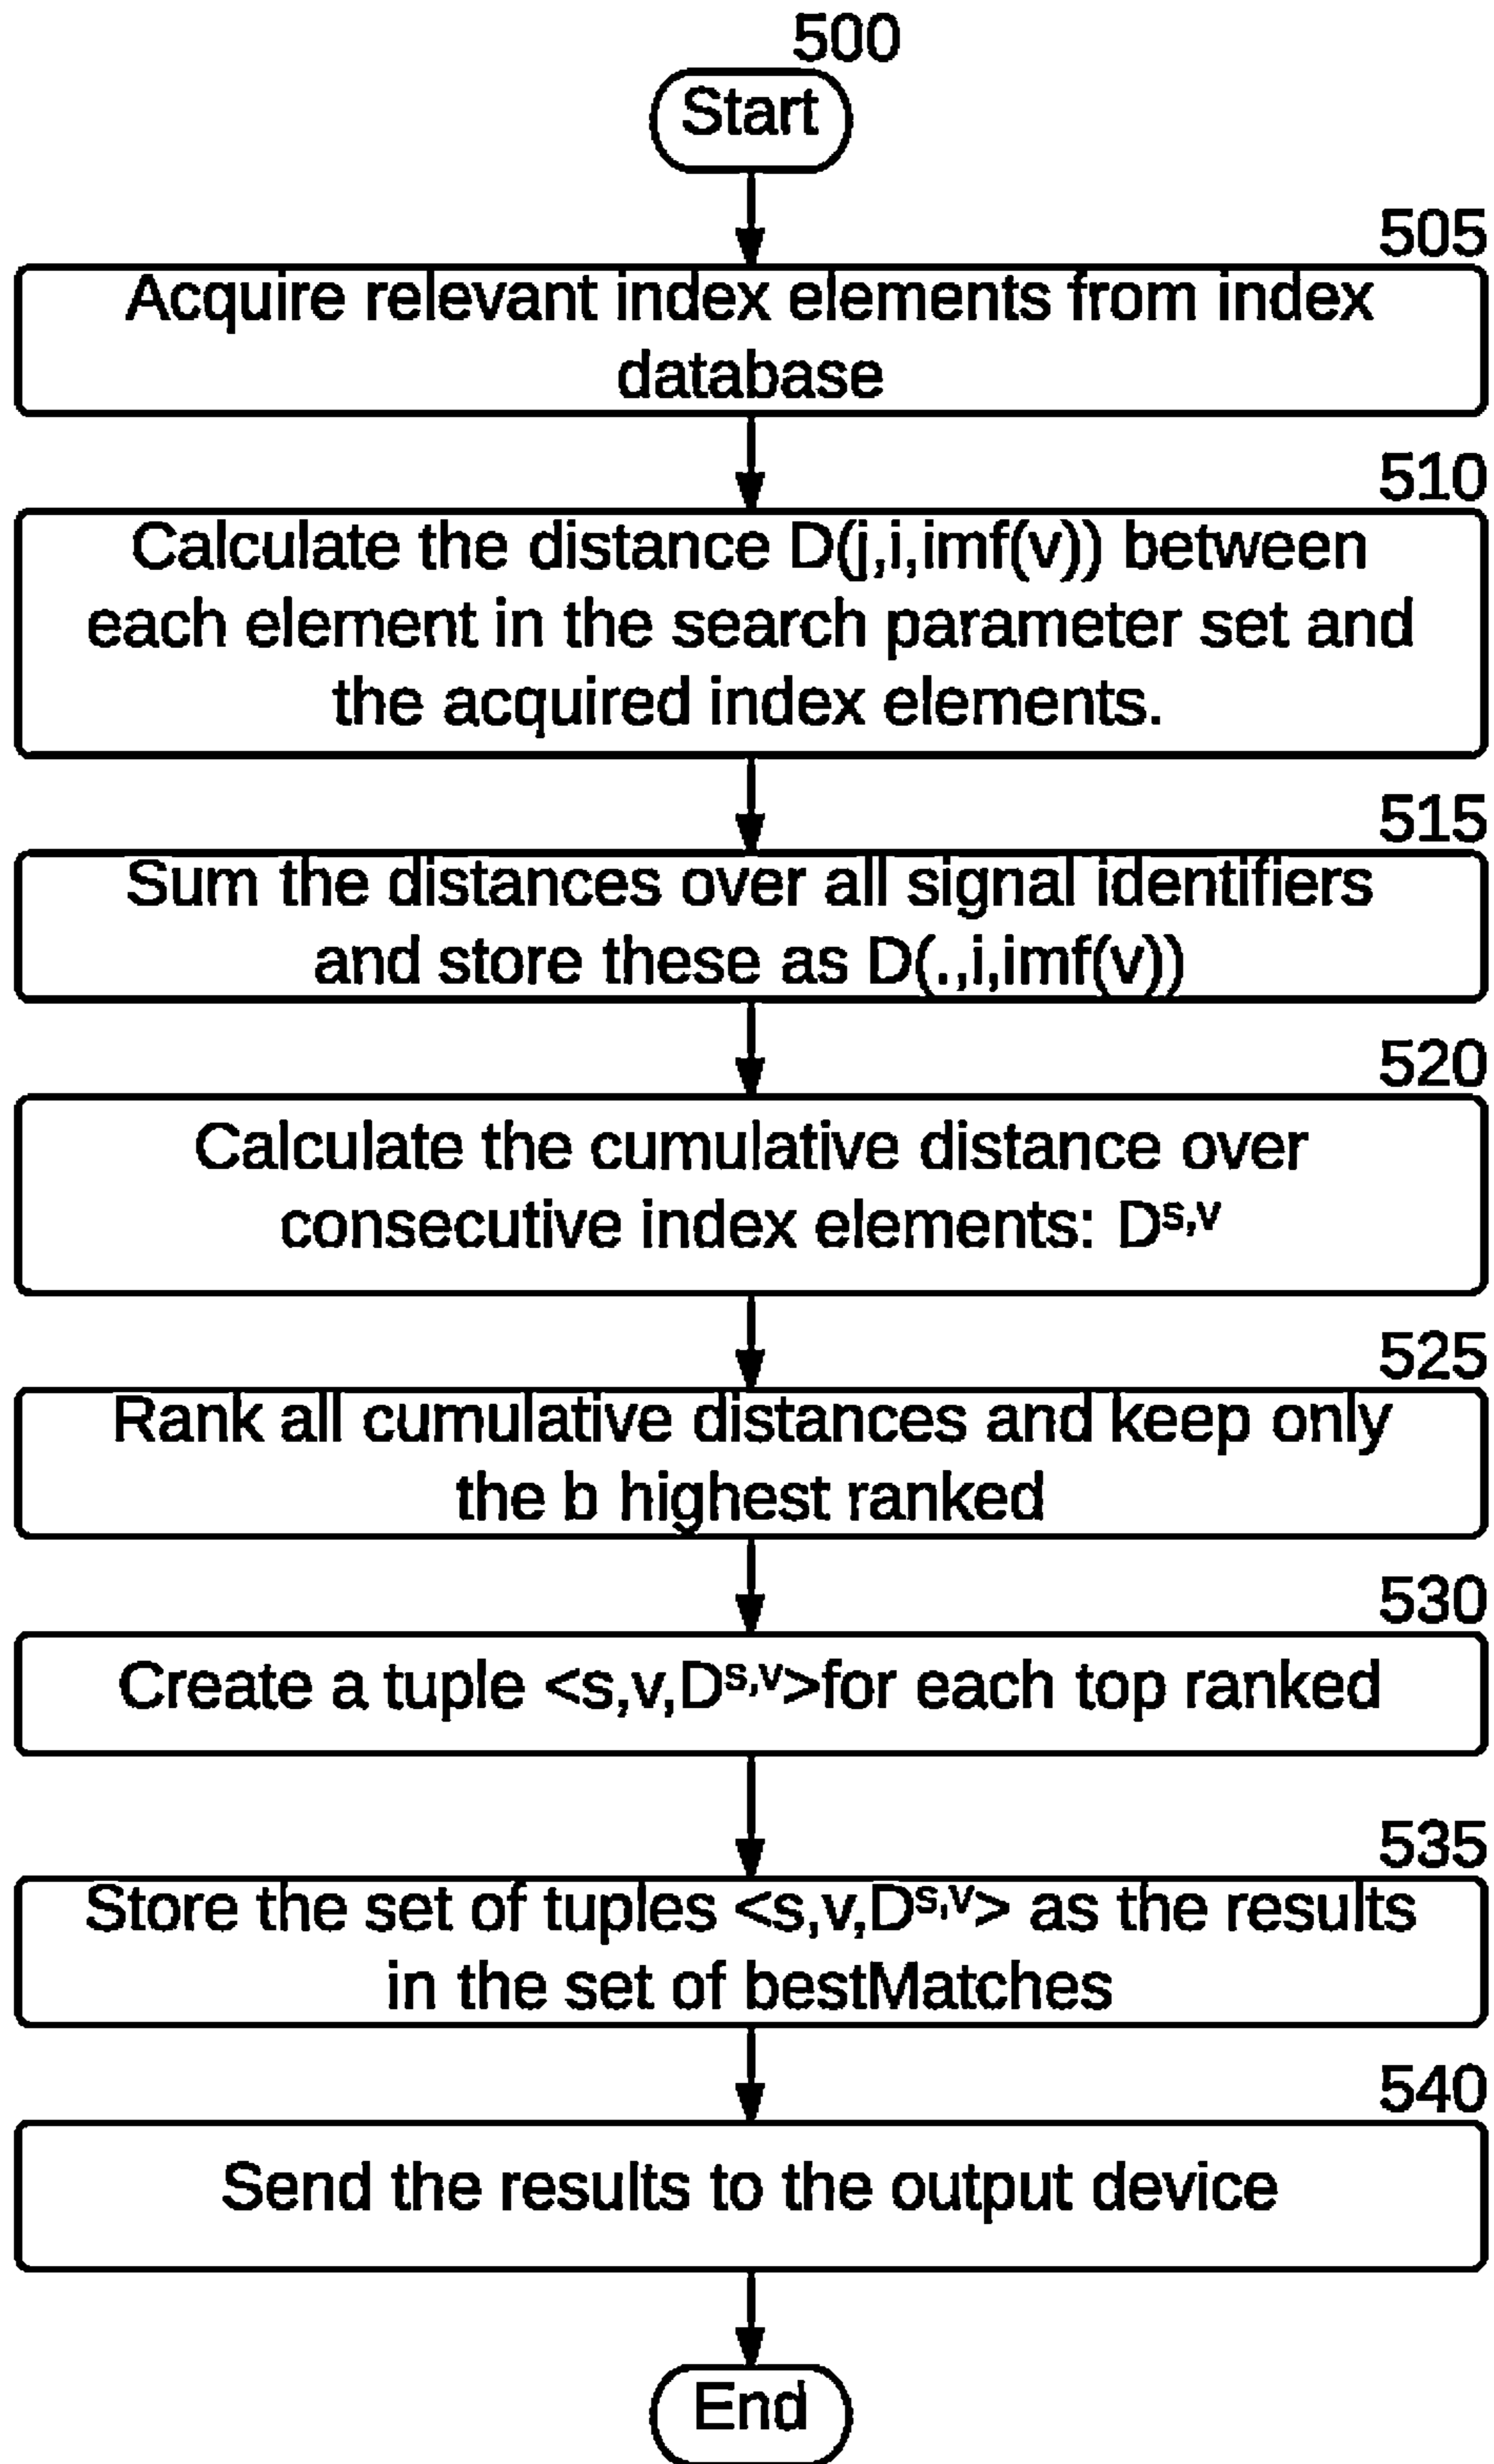 500
Start
505
Acquire relevant index elements from index
database
510
Calculate the distance D(j,i,imf(v)) between
each element in the search parameter set and
the acquired index elements.
515
Sum the distances over all signal identifiers
and store these as D(.,i,imf(v))
520
Calculate the cumulative distance over
consecutive index elements: D^s,v
525
Rank all cumulative distances and keep only
the b highest ranked
530
Create a tuple <s,v,D^s,v>for each top ranked
535
Store the set of tuples <s,v,D^s,v> as the results
in the set of bestMatches
540
Send the results to the output device
End